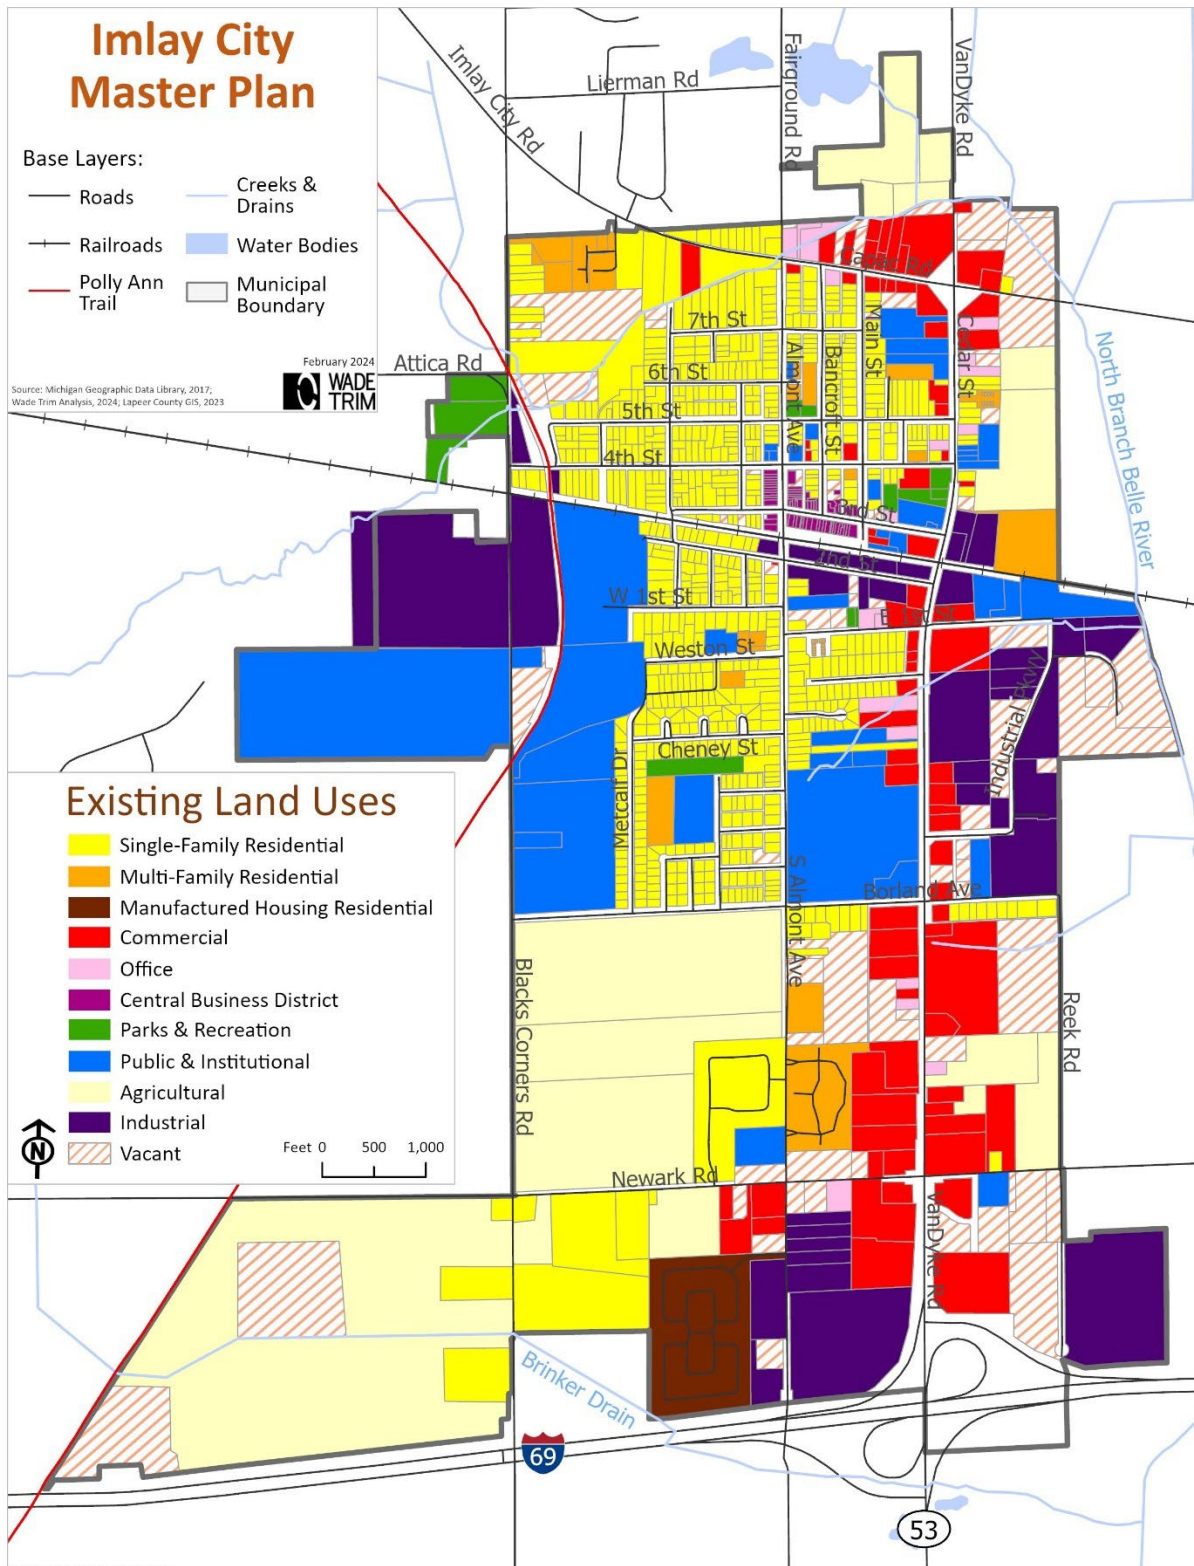 Imlay City
Master Plan
Base Layers:
Roads
Creeks &
Drains
Railroads
Water Bodies
Polly Ann
Trail
Municipal
Boundary
February 2024
Source: Michigan Geographic Data Library, 2017;
Wade Trim Analysis, 2024; Lapeer County GIS, 2023
WADE
TRIM
Imlay City Rd
Lierman Rd
Fairground Rd
VanDyke Rd
Capac Rd
Attica Rd
7th St
6th St
5th St
4th St
3rd St
2nd St
Almont Ave
Bancroft St
Main St
Cedar St
North Branch Belle River
W 1st St
E 1st St
Weston St
Industrial Pkwy
Cheney St
Metcalf Dr
S Almont Ave
Borland Ave
Blacks Corners Rd
Reek Rd
Existing Land Uses
Single-Family Residential
Multi-Family Residential
Manufactured Housing Residential
Commercial
Office
Central Business District
Parks & Recreation
Public & Institutional
Agricultural
Industrial
Vacant
N
Feet 0 500 1,000
Newark Rd
VanDyke Rd
Brinker Drain
69
53